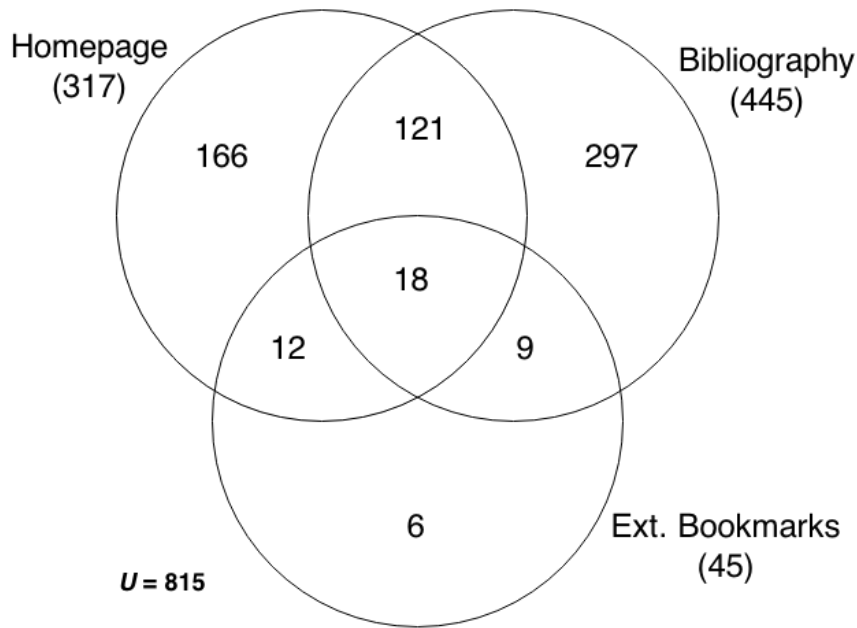 Homepage
(317)
Bibliography
(445)
121
166
297
18
12
9
6
Ext. Bookmarks
(45)
U = 815